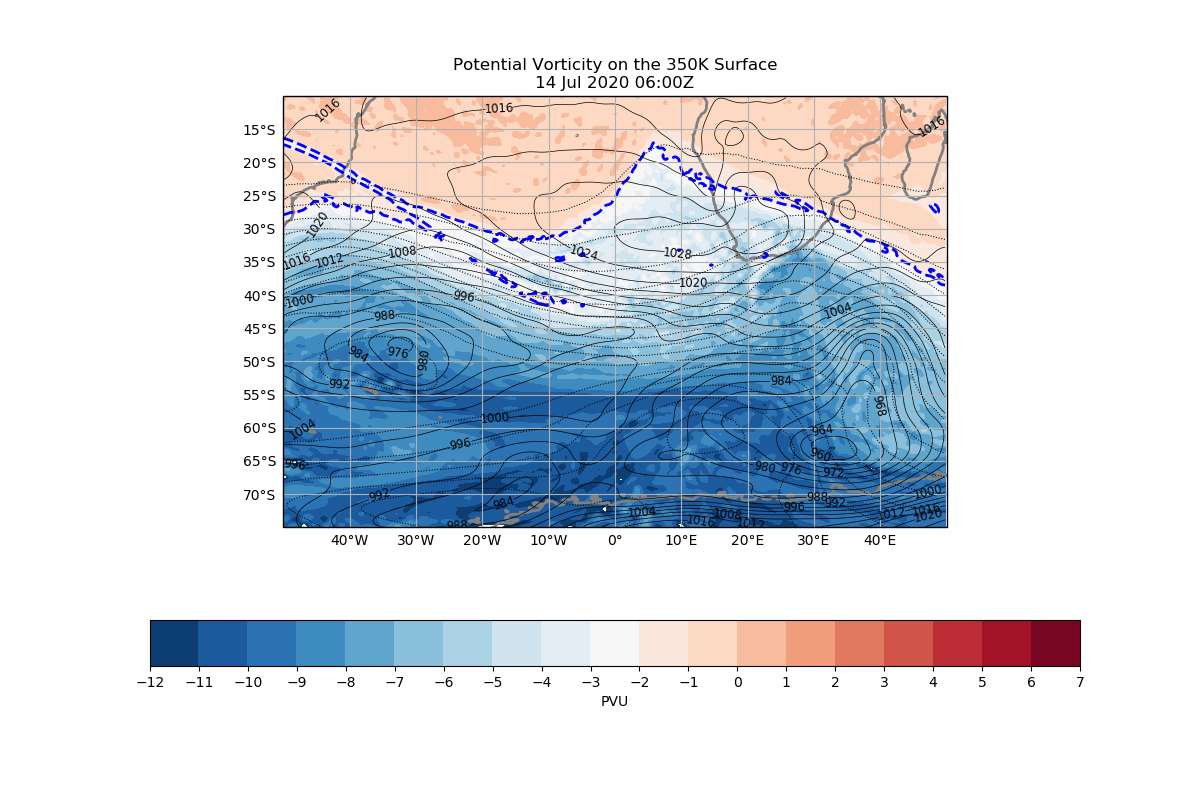 Potential Vorticity on the 350K Surface
14 Jul 2020 06:00Z
1016
1016
1016
15°S
20°S
25°S
1020
30°S
1008
1024
1028
1016
1012
35°S
1020
996
1000
40°S
1004
988
45°S
984
976
980
50°S
992
984
55°S
968
1000
1004
60°S
964
996
960
996
65°S
980
976
972
992
984
988
1000
70°S
996
992
1004
1008
1012
1016
1020
988
1016
1012
40°W 30°W 20°W 10°W 0° 10°E 20°E 30°E 40°E
−12 −11 −10 −9 −8 −7 −6 −5 −4 −3 −2 −1 0 1 2 3 4 5 6 7
PVU